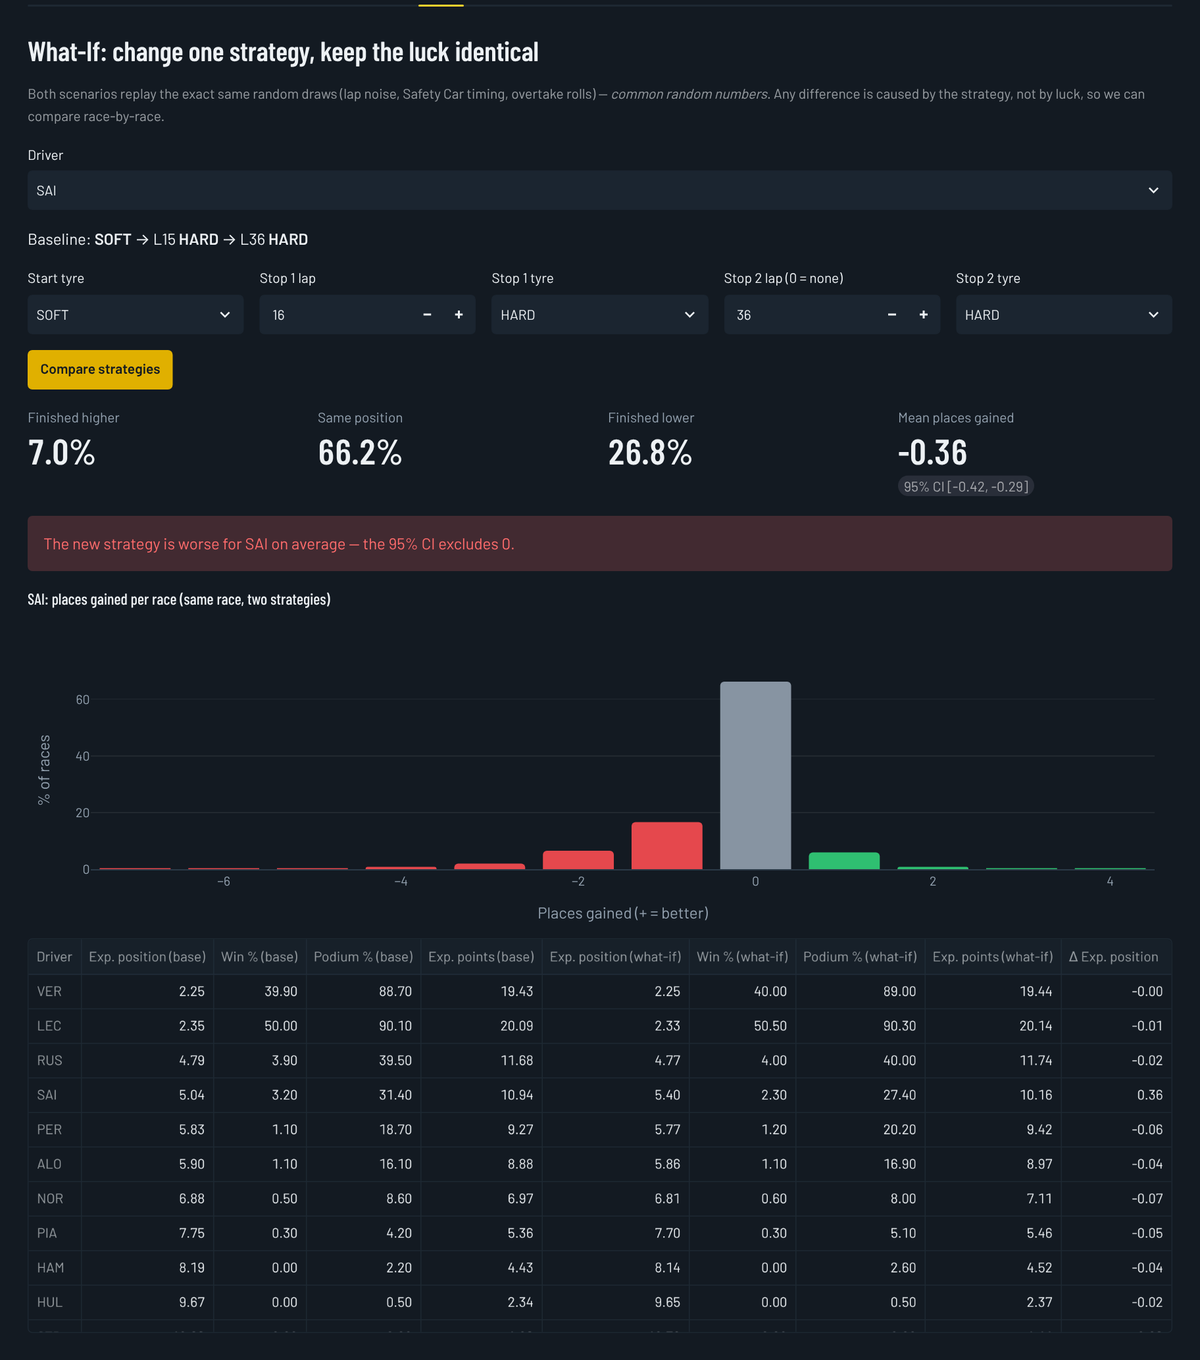 What-If: change one strategy, keep the luck identical
Both scenarios replay the exact same random draws (lap noise, Safety Car timing, overtake rolls) — common random numbers. Any difference is caused by the strategy, not by luck, so we can
compare race-by-race.
Driver
SAI
Baseline: SOFT → L15 HARD → L36 HARD
Start tyre Stop 1 lap Stop 1 tyre Stop 2 lap (0 = none) Stop 2 tyre
SOFT 16 − + HARD 36 − + HARD
Compare strategies
Finished higher Same position Finished lower Mean places gained
7.0% 66.2% 26.8% -0.36
95% CI [-0.42, -0.29]
The new strategy is worse for SAI on average — the 95% CI excludes 0.
SAI: places gained per race (same race, two strategies)
60
40
20
0
% of races
−6 −4 −2 0 2 4
Places gained (+ = better)
Driver Exp. position (base) Win % (base) Podium % (base) Exp. points (base) Exp. position (what-if) Win % (what-if) Podium % (what-if) Exp. points (what-if) Δ Exp. position
VER 2.25 39.90 88.70 19.43 2.25 40.00 89.00 19.44 -0.00
LEC 2.35 50.00 90.10 20.09 2.33 50.50 90.30 20.14 -0.01
RUS 4.79 3.90 39.50 11.68 4.77 4.00 40.00 11.74 -0.02
SAI 5.04 3.20 31.40 10.94 5.40 2.30 27.40 10.16 0.36
PER 5.83 1.10 18.70 9.27 5.77 1.20 20.20 9.42 -0.06
ALO 5.90 1.10 16.10 8.88 5.86 1.10 16.90 8.97 -0.04
NOR 6.88 0.50 8.60 6.97 6.81 0.60 8.00 7.11 -0.07
PIA 7.75 0.30 4.20 5.36 7.70 0.30 5.10 5.46 -0.05
HAM 8.19 0.00 2.20 4.43 8.14 0.00 2.60 4.52 -0.04
HUL 9.67 0.00 0.50 2.34 9.65 0.00 0.50 2.37 -0.02